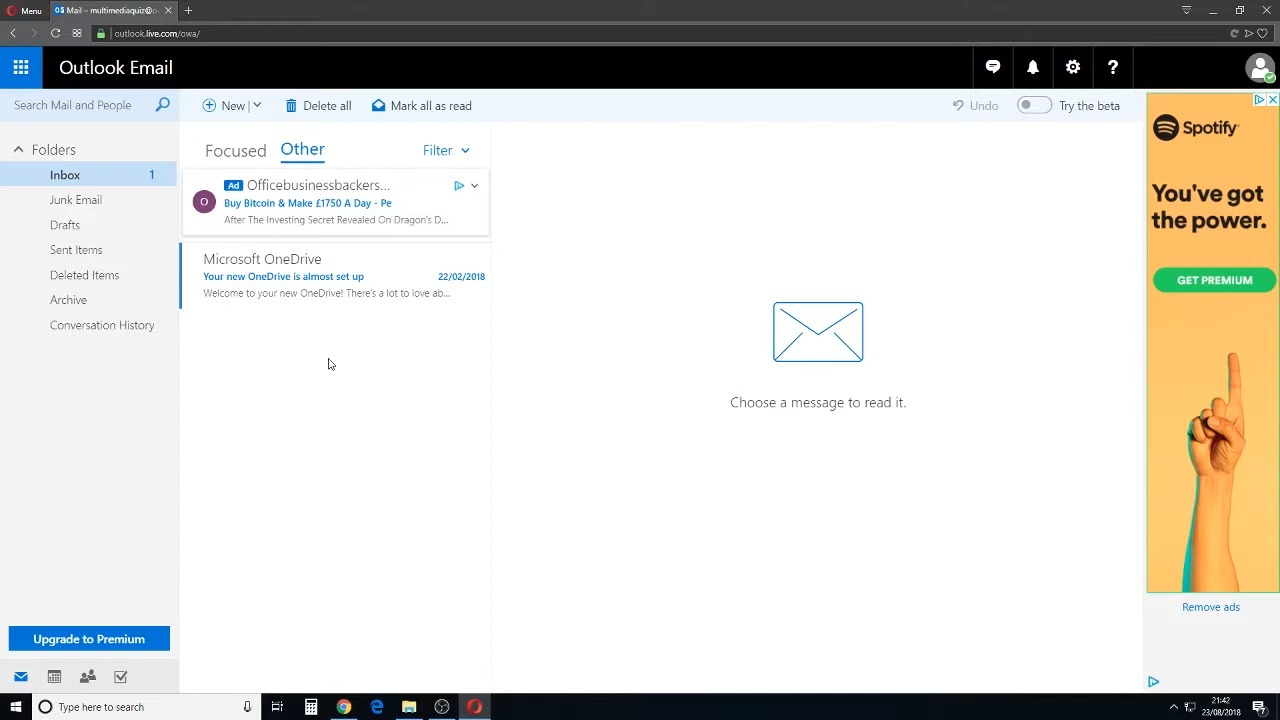 Menu
Mail – multimediaquiz@o
outlook.live.com/owa/
Outlook Email
?
Search Mail and People
New
Delete all
Mark all as read
Undo
Try the beta
Folders
Inbox 1
Junk Email
Drafts
Sent Items
Deleted Items
Archive
Conversation History
Upgrade to Premium
Focused Other Filter
O
Ad Officebusinessbackers...
Buy Bitcoin & Make £1750 A Day - Pe
After The Investing Secret Revealed On Dragon's D...
Microsoft OneDrive
Your new OneDrive is almost set up 22/02/2018
Welcome to your new OneDrive! There's a lot to love ab...
Choose a message to read it.
Spotify
You've got
the power.
GET PREMIUM
Remove ads
Type here to search
21:42
23/08/2018